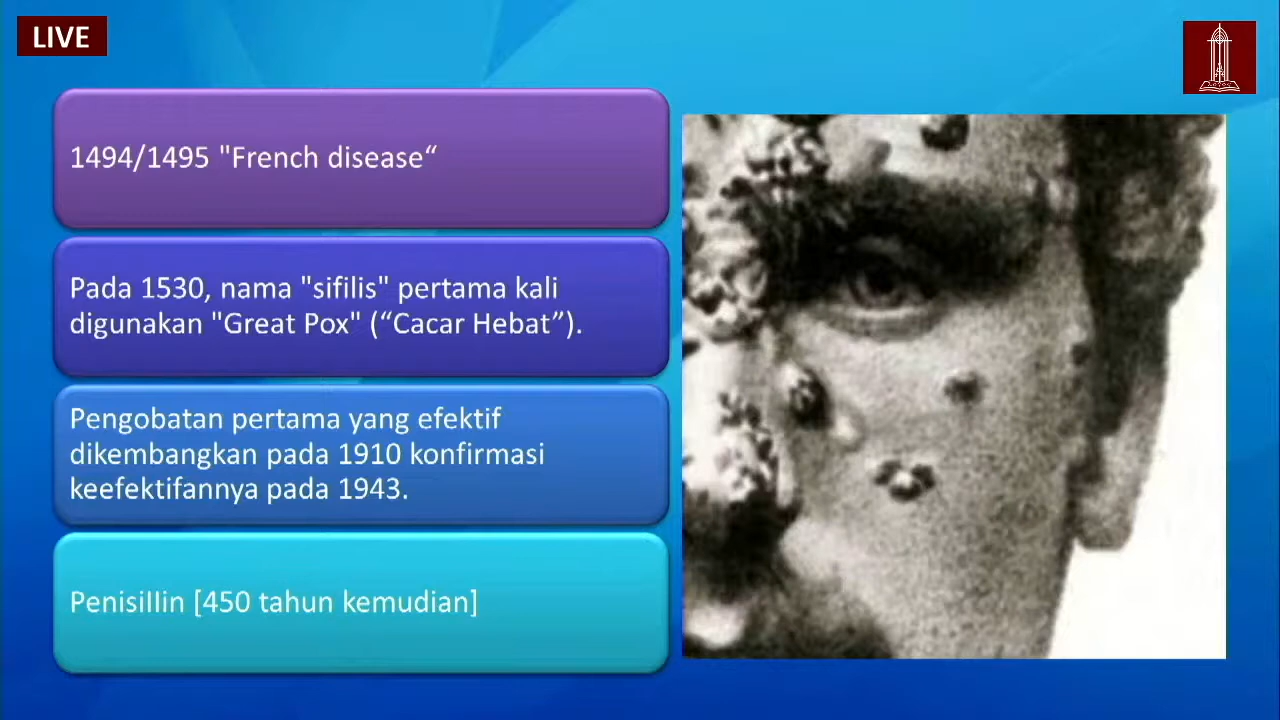 LIVE
1494/1495 "French disease“
Pada 1530, nama "sifilis" pertama kali
digunakan "Great Pox" (“Cacar Hebat”).
Pengobatan pertama yang efektif
dikembangkan pada 1910 konfirmasi
keefektifannya pada 1943.
Penisillin [450 tahun kemudian]